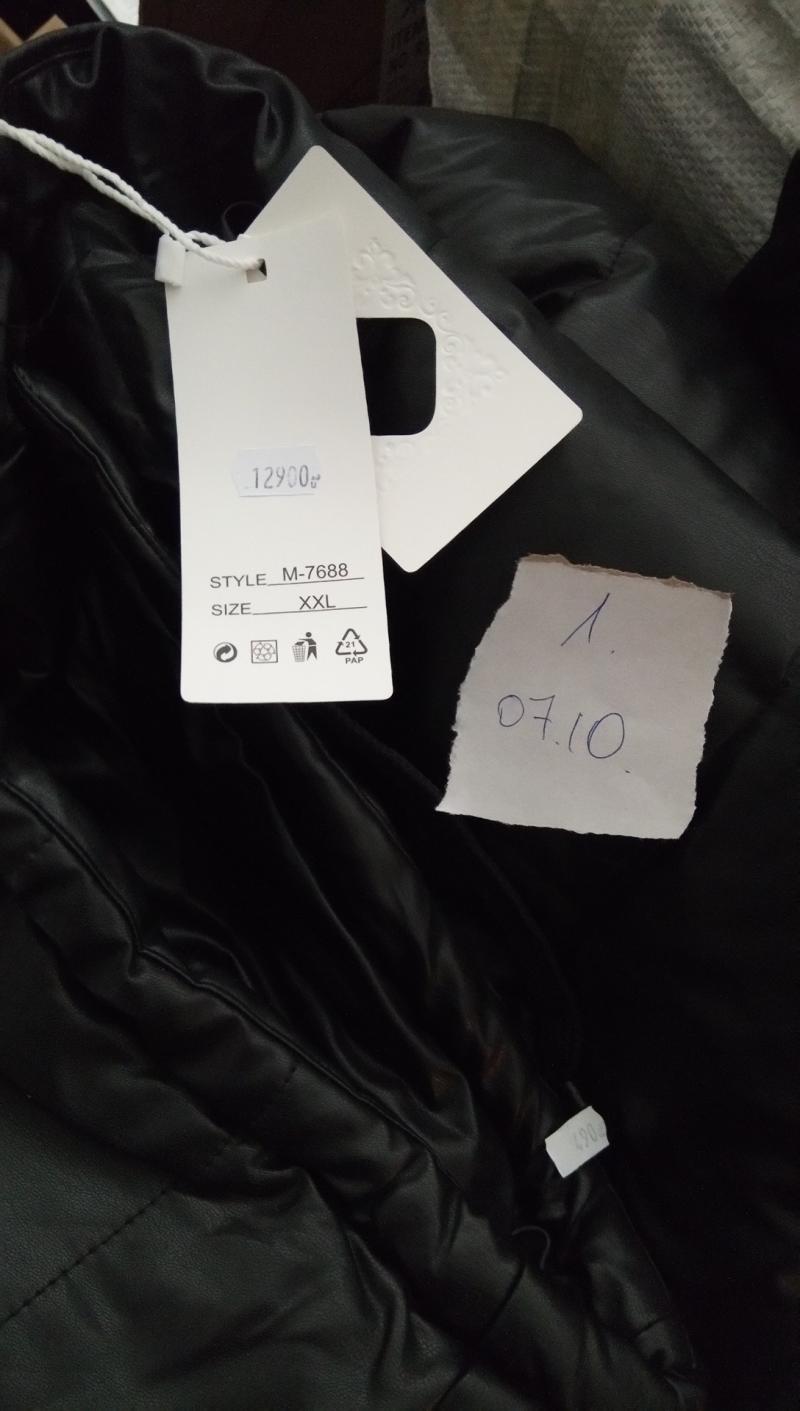 12900
STYLE M-7688
SIZE XXL
21
PAP
1.
07.10.